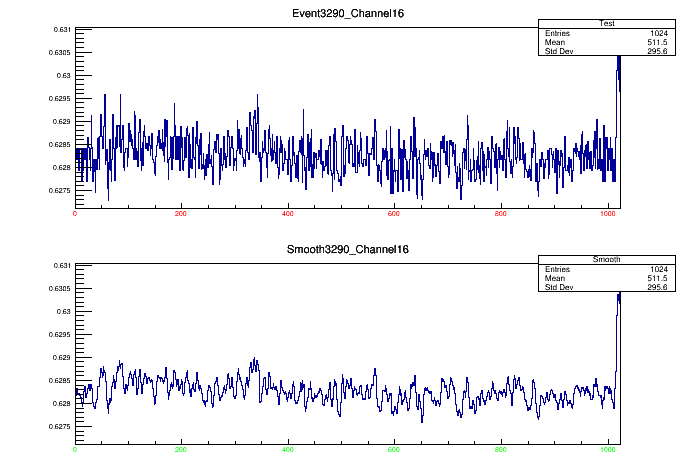 Event3290_Channel16
Test
Entries 1024
Mean 511.5
Std Dev 295.6
0.631
0.6305
0.63
0.6295
0.629
0.6285
0.628
0.6275
0 200 400 600 800 1000
Smooth3290_Channel16
Smooth
Entries 1024
Mean 511.5
Std Dev 295.6
0.631
0.6305
0.63
0.6295
0.629
0.6285
0.628
0.6275
0 200 400 600 800 1000